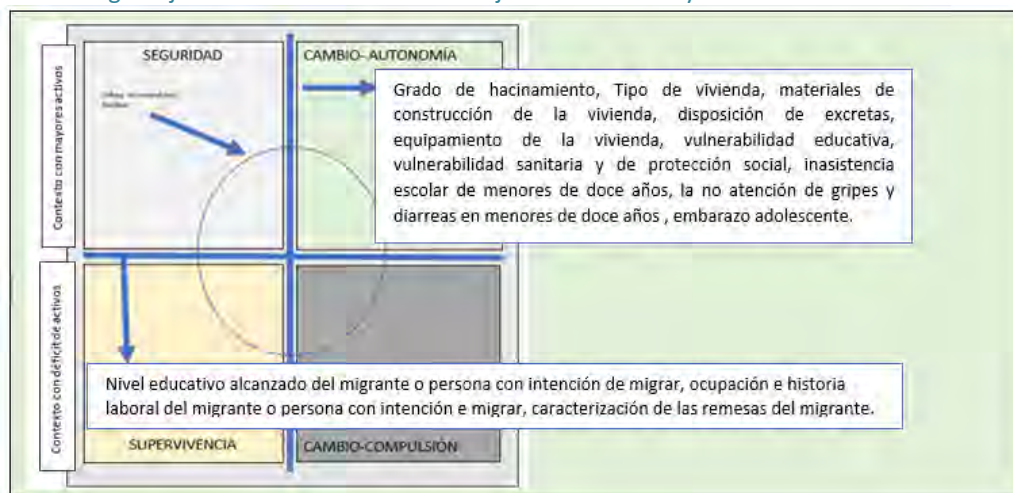 SEGURIDAD
CAMBIO- AUTONOMÍA
Contexto con mayores activos
Grado de hacinamiento, Tipo de vivienda, materiales de
construcción de la vivienda, disposición de excretas,
equipamiento de la vivienda, vulnerabilidad educativa,
vulnerabilidad sanitaria y de protección social, inasistencia
escolar de menores de doce años, la no atención de gripes y
diarreas en menores de doce años , embarazo adolescente.
Contexto con déficit de activos
Nivel educativo alcanzado del migrante o persona con intención de migrar, ocupación e historia
laboral del migrante o persona con intención e migrar, caracterización de las remesas del migrante.
SUPERVIVENCIA
CAMBIO-COMPULSIÓN